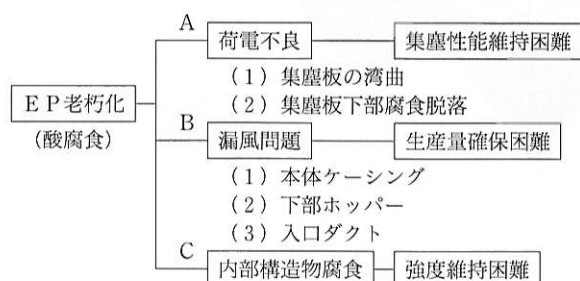 A
荷電不良 集塵性能維持困難
(1) 集塵板の湾曲
EP老朽化
(2) 集塵板下部腐食脱落
(酸腐食)
B
漏風問題 生産量確保困難
(1) 本体ケーシング
(2) 下部ホッパー
(3) 入口ダクト
C
内部構造物腐食 強度維持困難